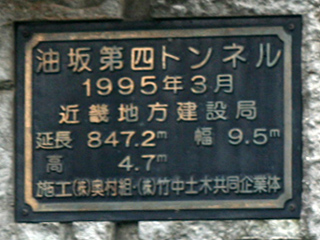 油坂第四トンネル
1995年3月
近畿地方建設局
延長 847.2m 幅 9.5m
高 4.7m
施工 (株)奥村組・(株)竹中土木共同企業体